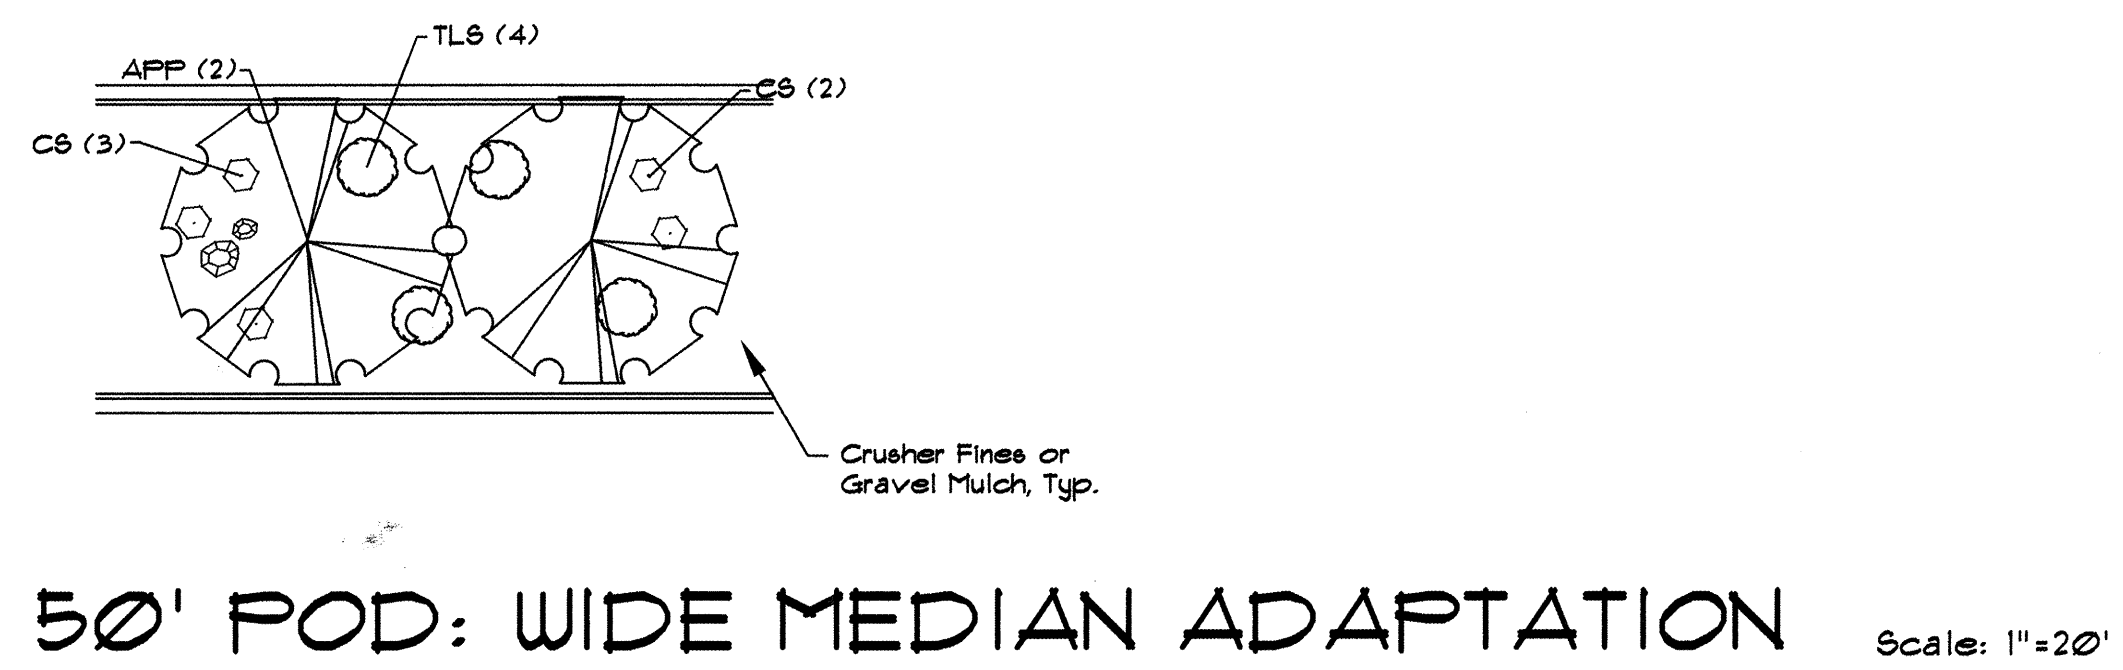 TLS (4)
APP (2)
CS (2)
CS (3)
Crusher Fines or
Gravel Mulch, Typ.
50' POD: WIDE MEDIAN ADAPTATION
Scale: 1"=20'